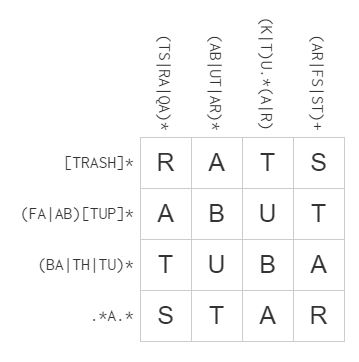 (TS|RA|QA)*
(AB|UT|AR)*
(K|T)U.*(A|R)
(AR|FS|ST)+
[TRASH]* R A T S
(FA|AB)[TUP]* A B U T
(BA|TH|TU)* T U B A
.*A.* S T A R